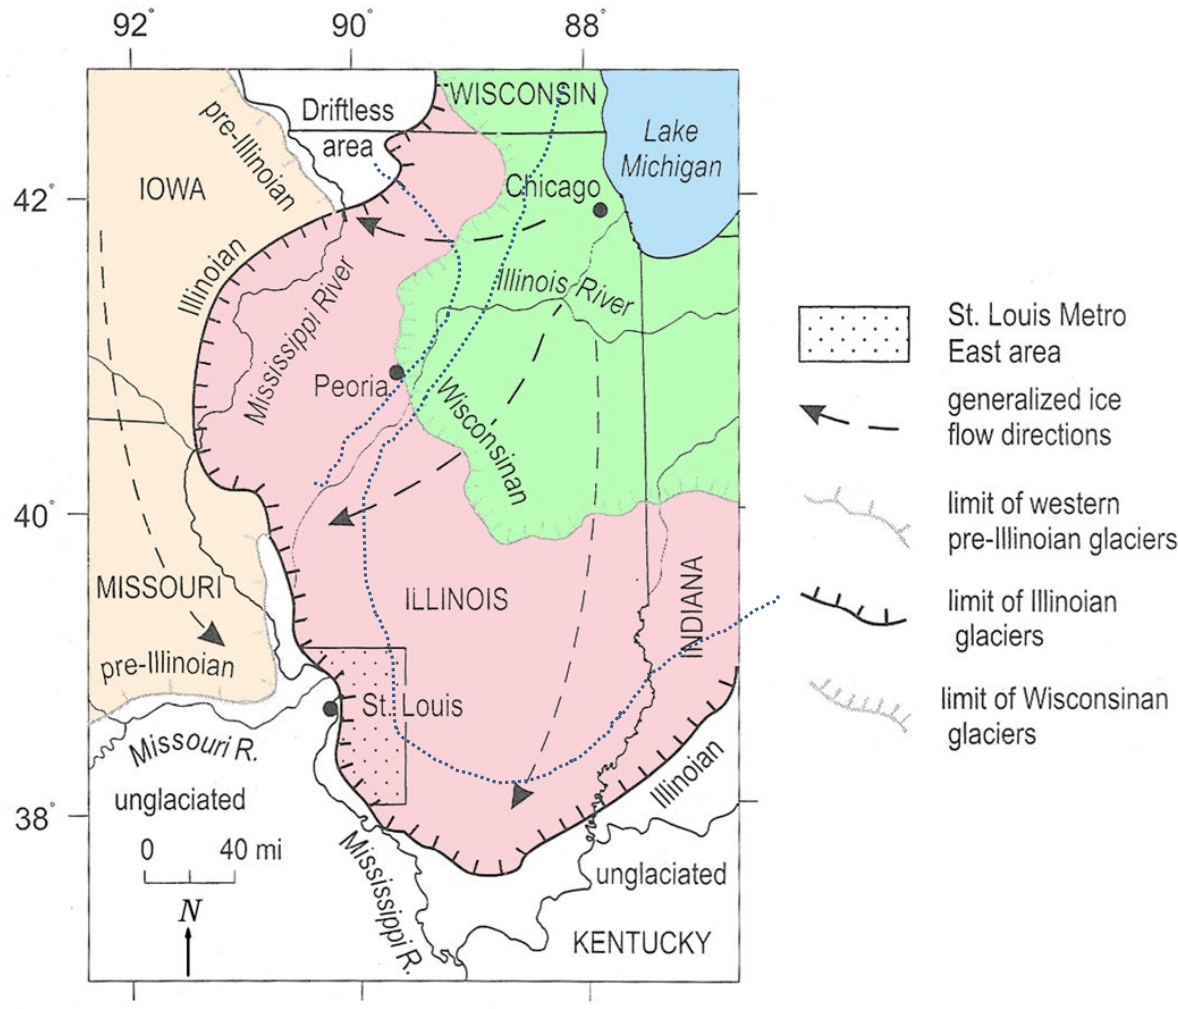 92°
90°
88°
WISCONSIN
Driftless
area
pre-Illinoian
Lake
Michigan
IOWA
Chicago
42°
Illinoian
Mississippi River
Illinois River
Peoria
Wisconsinan
40°
MISSOURI
ILLINOIS
INDIANA
pre-Illinoian
St. Louis
Missouri R.
unglaciated
Illinoian
38°
0 40 mi
Mississippi R.
unglaciated
N
KENTUCKY
St. Louis Metro
East area
generalized ice
flow directions
limit of western
pre-Illinoian glaciers
limit of Illinoian
glaciers
limit of Wisconsinan
glaciers